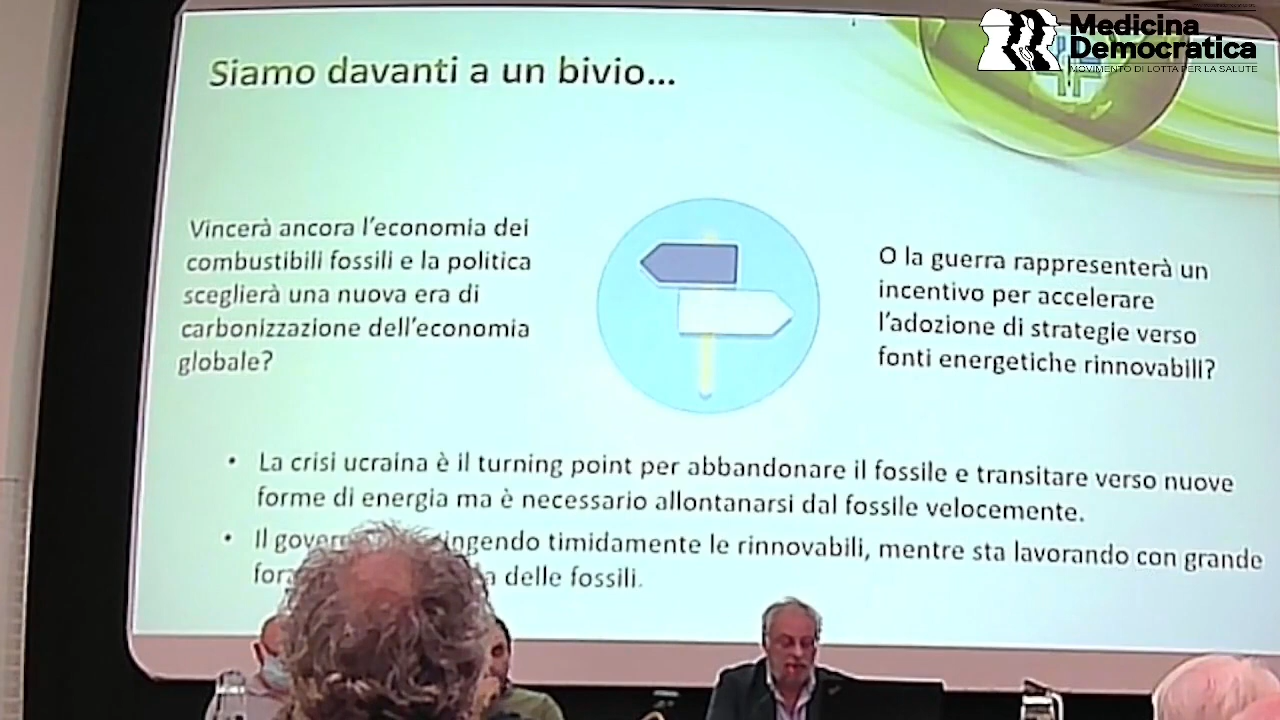 Medicina
Democratica
MOVIMENTO DI LOTTA PER LA SALUTE
Siamo davanti a un bivio...
Vincerà ancora l'economia dei
combustibili fossili e la politica
sceglierà una nuova era di
carbonizzazione dell'economia
globale?
O la guerra rappresenterà un
incentivo per accelerare
l'adozione di strategie verso
fonti energetiche rinnovabili?
• La crisi ucraina è il turning point per abbandonare il fossile e transitare verso nuove
forme di energia ma è necessario allontanarsi dal fossile velocemente.
• Il timidamente le rinnovabili, mentre sta lavorando con grande
delle fossili.